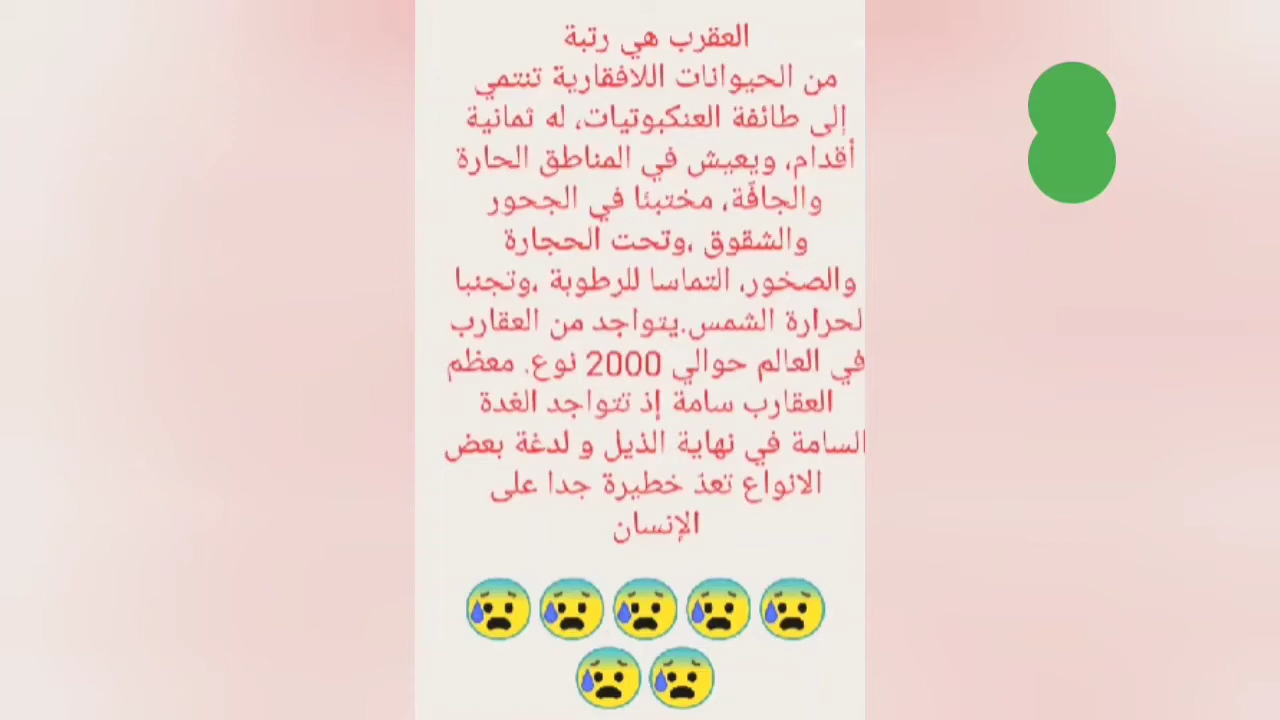 العقرب هي رتبة
من الحيوانات اللافقارية تنتمي
إلى طائفة العنكبوتيات، له ثمانية
أقدام، ويعيش في المناطق الحارة
والجافَة، مختبئا في الجحور
والشقوق ،وتحت الحجارة
والصخور، التماسا للرطوبة ،وتجنبا
لحرارة الشمس.يتواجد من العقارب
في العالم حوالي 2000 نوع. معظم
العقارب سامة إذ تتواجد الغدة
السامة في نهاية الذيل و لدغة بعض
الانواع تعذ خطيرة جدا على
الإنسان